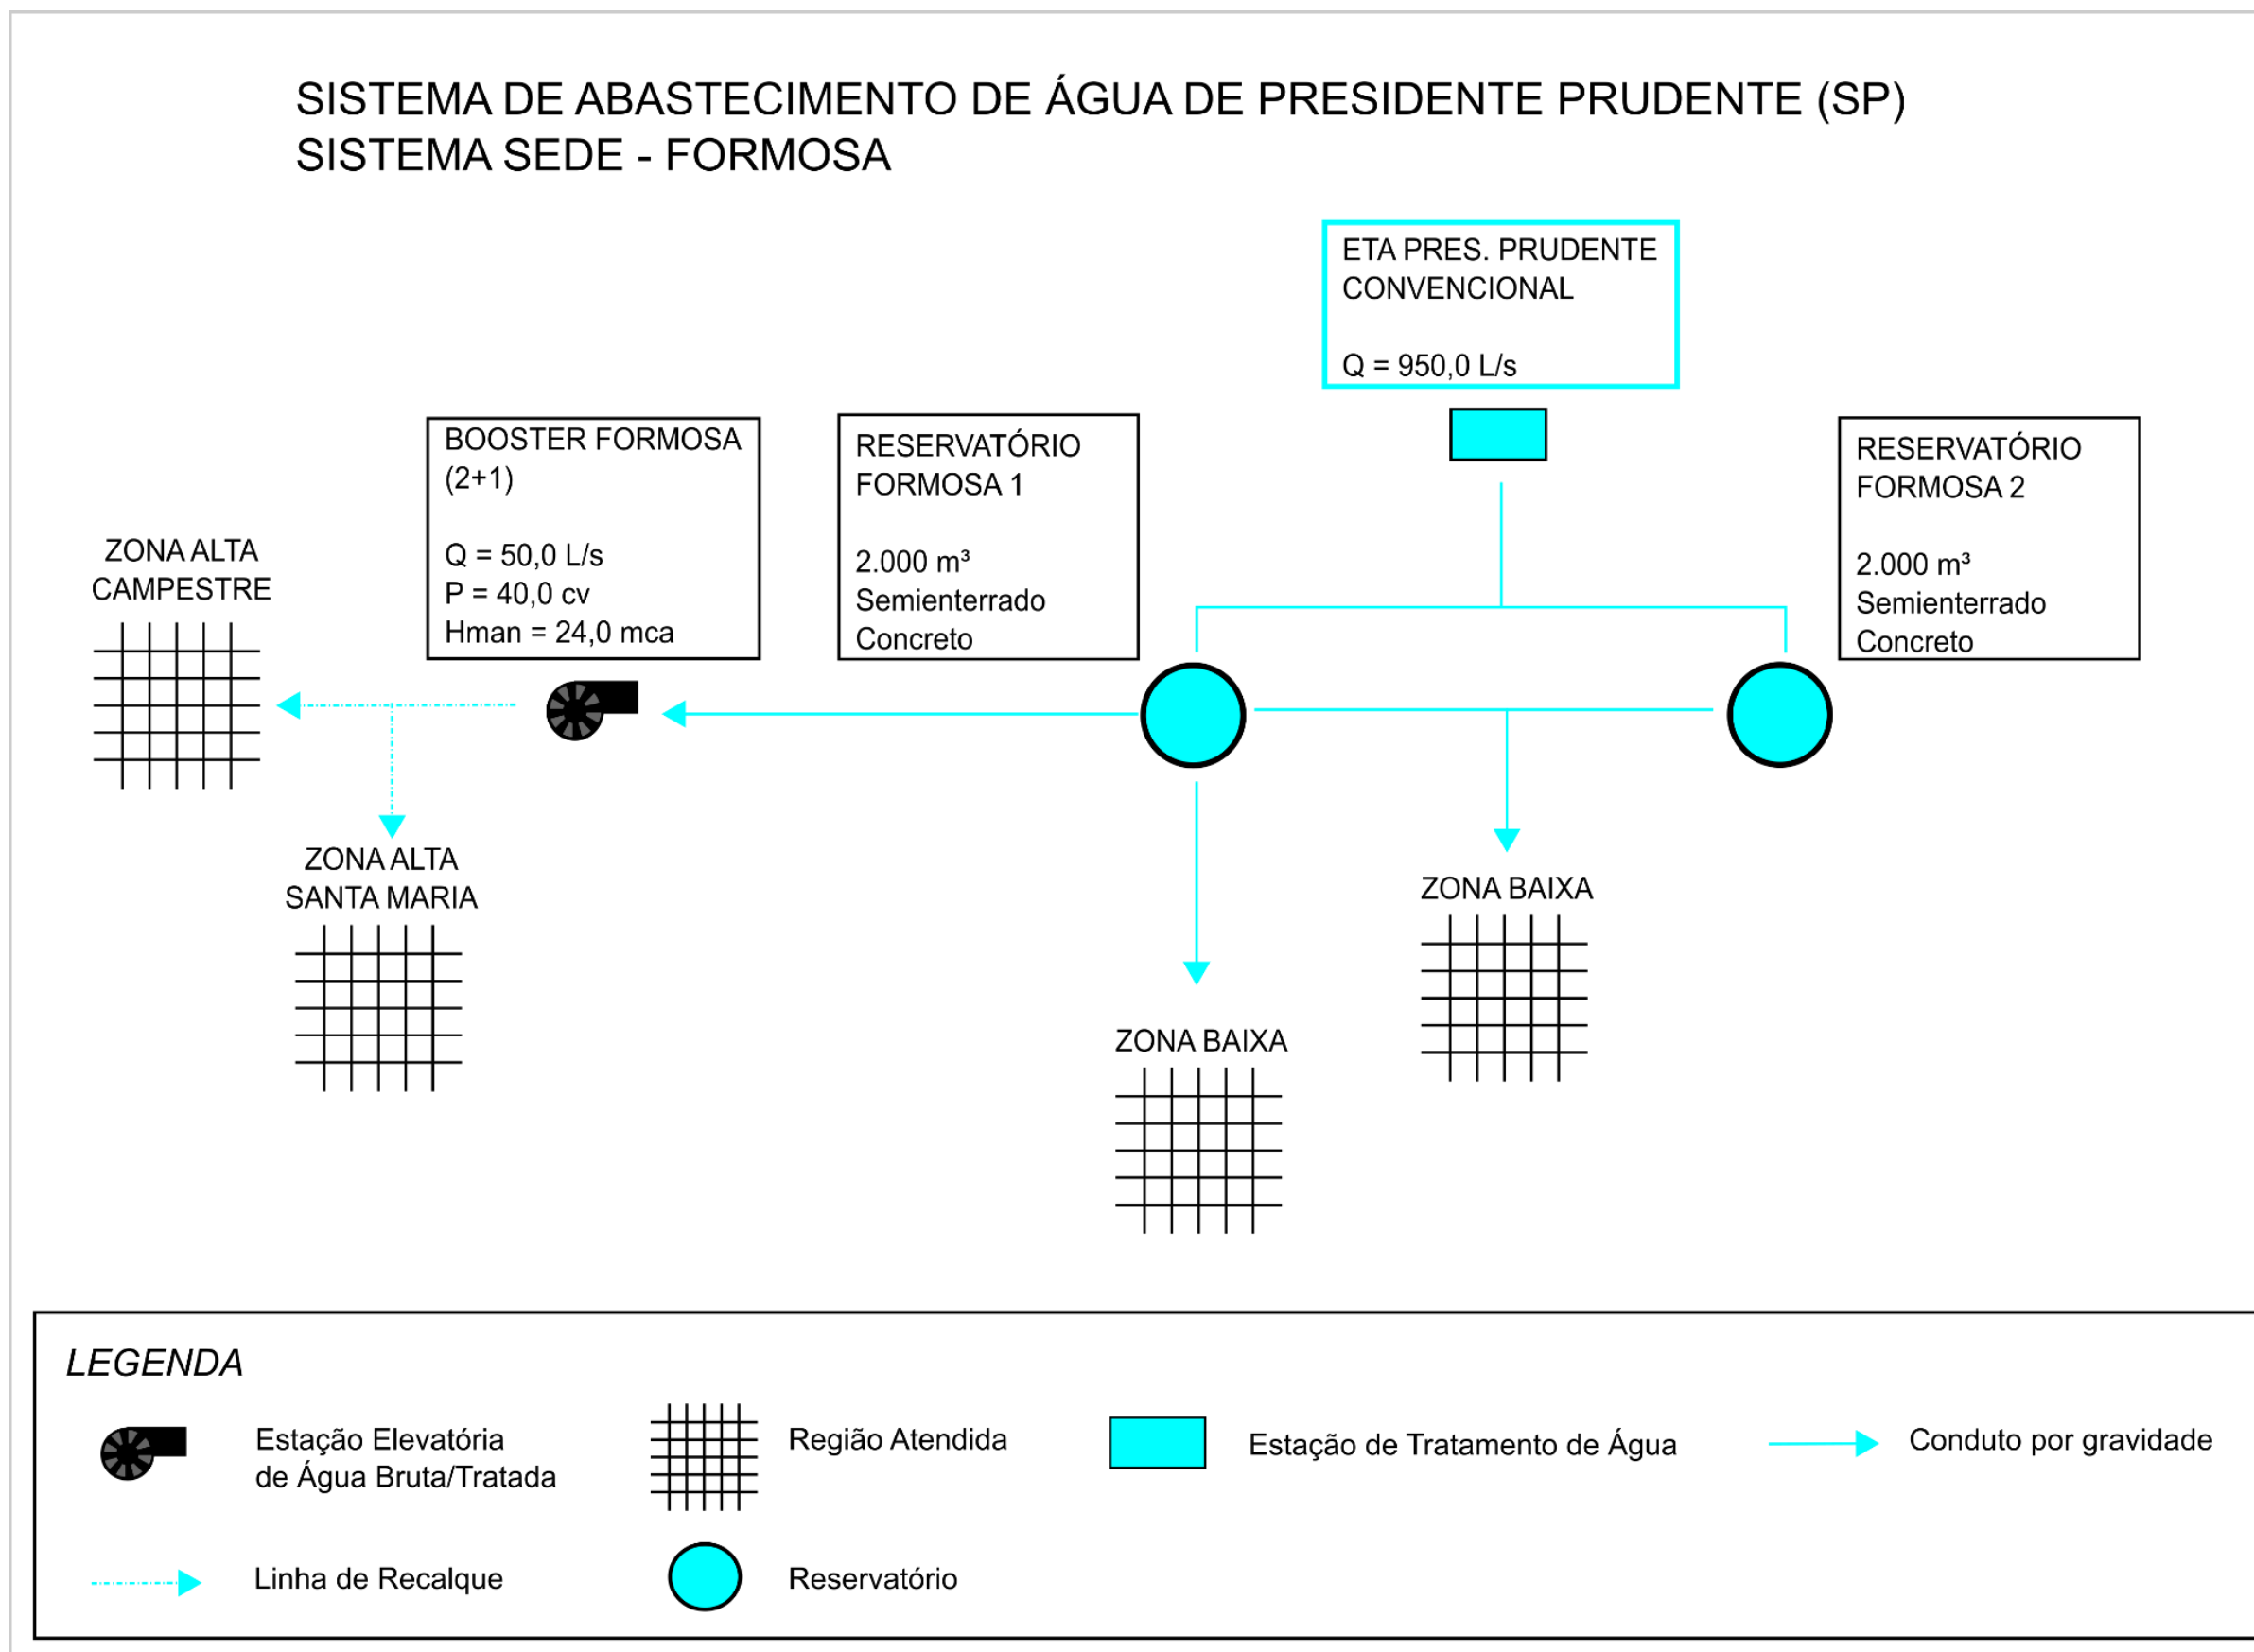 SISTEMA DE ABASTECIMENTO DE ÁGUA DE PRESIDENTE PRUDENTE (SP)
SISTEMA SEDE - FORMOSA
ETA PRES. PRUDENTE
CONVENCIONAL
Q = 950,0 L/s
BOOSTER FORMOSA
(2+1)
Q = 50,0 L/s
P = 40,0 cv
Hman = 24,0 mca
RESERVATÓRIO
FORMOSA 1
2.000 m³
Semienterrado
Concreto
RESERVATÓRIO
FORMOSA 2
2.000 m³
Semienterrado
Concreto
ZONA ALTA
CAMPESTRE
ZONA ALTA
SANTA MARIA
ZONA BAIXA
ZONA BAIXA
LEGENDA
Estação Elevatória
de Água Bruta/Tratada
Região Atendida
Estação de Tratamento de Água
Conduto por gravidade
Linha de Recalque
Reservatório